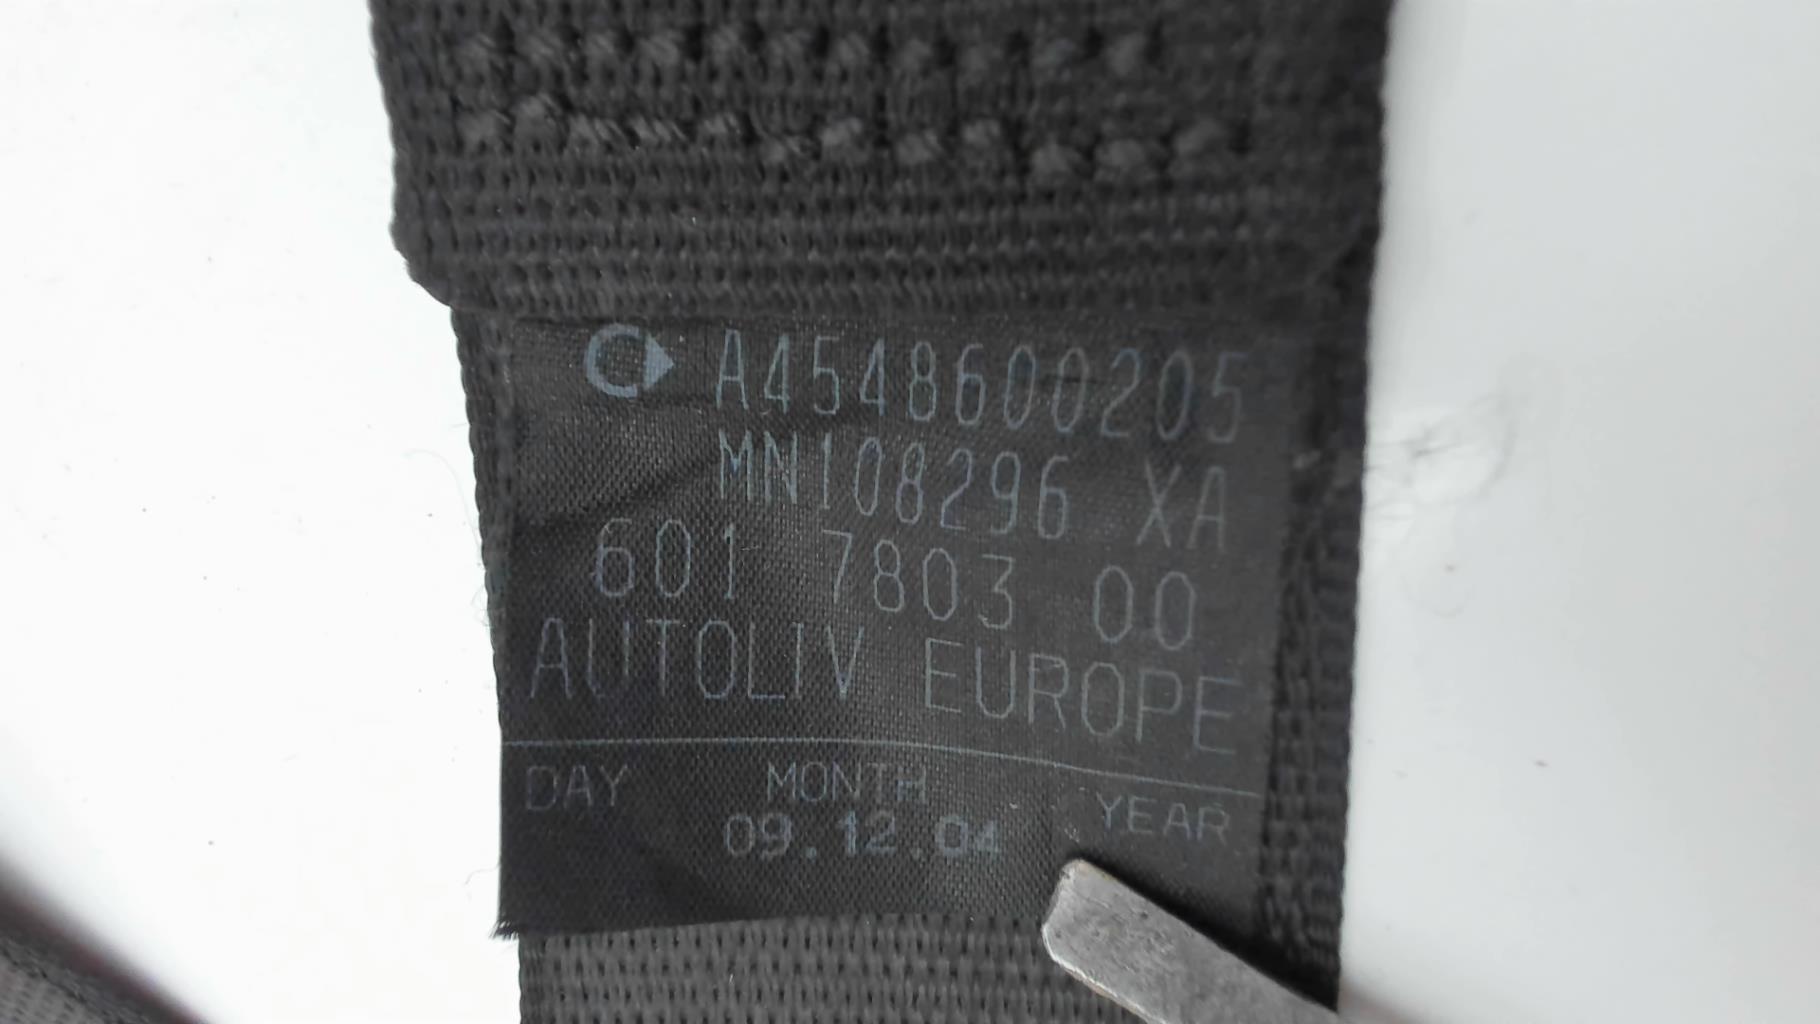 A4548600205
MN108296 XA
601 7803 00
AUTOLIV EUROPE
DAY MONTH YEAR
09.12.04